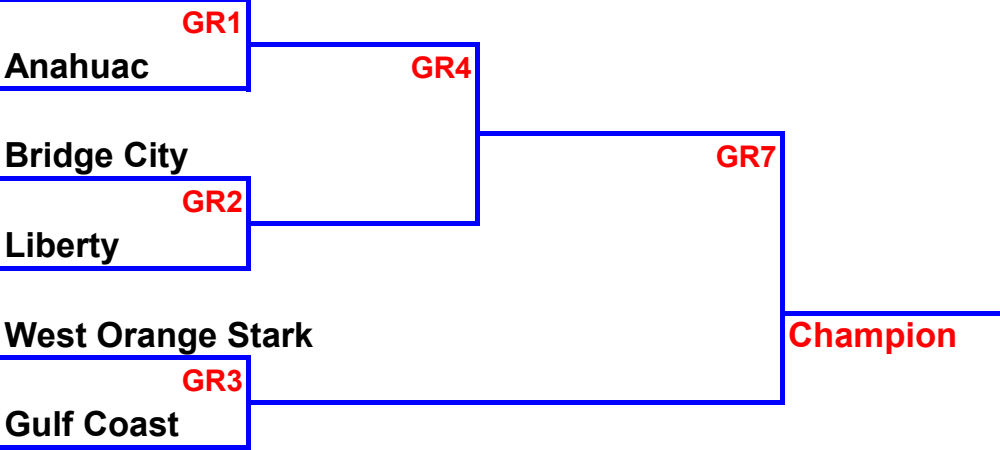 GR1
Anahuac
GR4
Bridge City
GR7
GR2
Liberty
West Orange Stark
Champion
GR3
Gulf Coast